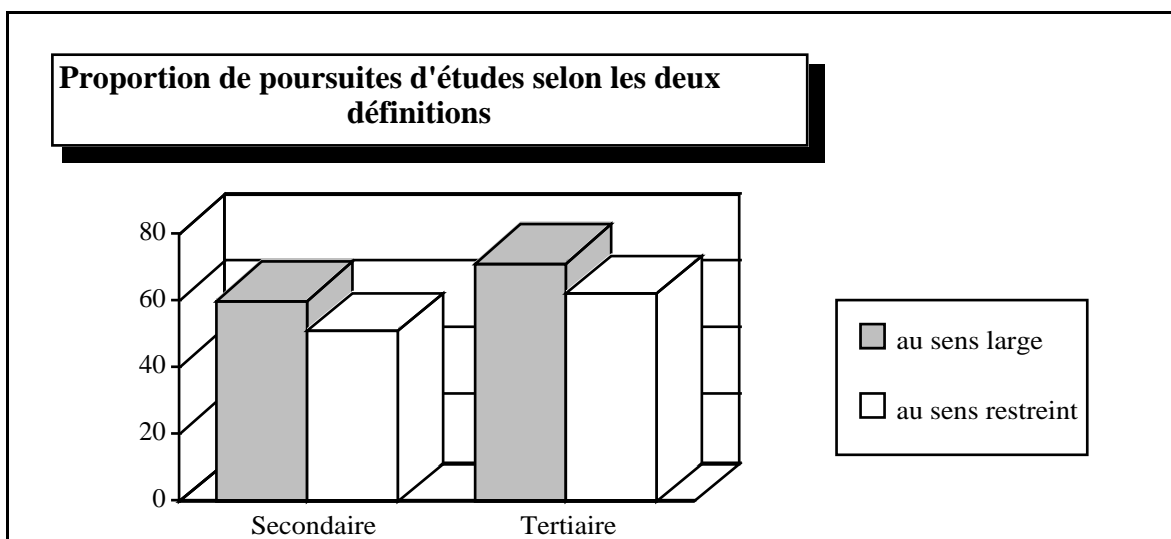 Proportion de poursuites d'études selon les deux
définitions
80
60
40
20
0
Secondaire
Tertiaire
au sens large
au sens restreint